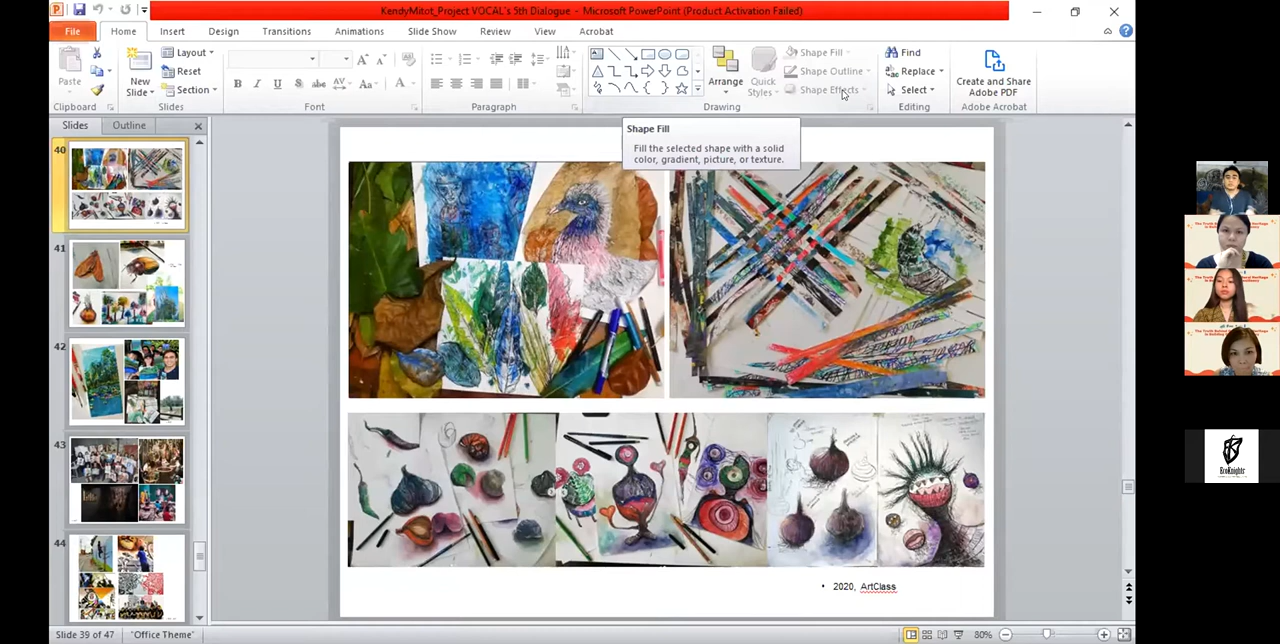 KendyMitot_Project VOCAL's 5th Dialogue - Microsoft PowerPoint (Product Activation Failed)
File Home Insert Design Transitions Animations Slide Show Review View Acrobat
Paste
Clipboard
New
Slide
Layout
Reset
Section
Slides
B I U S abc AV Aa A
Font
Paragraph
Arrange
Quick
Styles
Shape Fill
Shape Outline
Shape Effects
Drawing
Find
Replace
Select
Editing
Create and Share
Adobe PDF
Adobe Acrobat
Slides Outline
Shape Fill
Fill the selected shape with a solid
color, gradient, picture, or texture.
40
41
42
43
44
• 2020, ArtClass
EcoKnights
Slide 39 of 47 "Office Theme" 80%